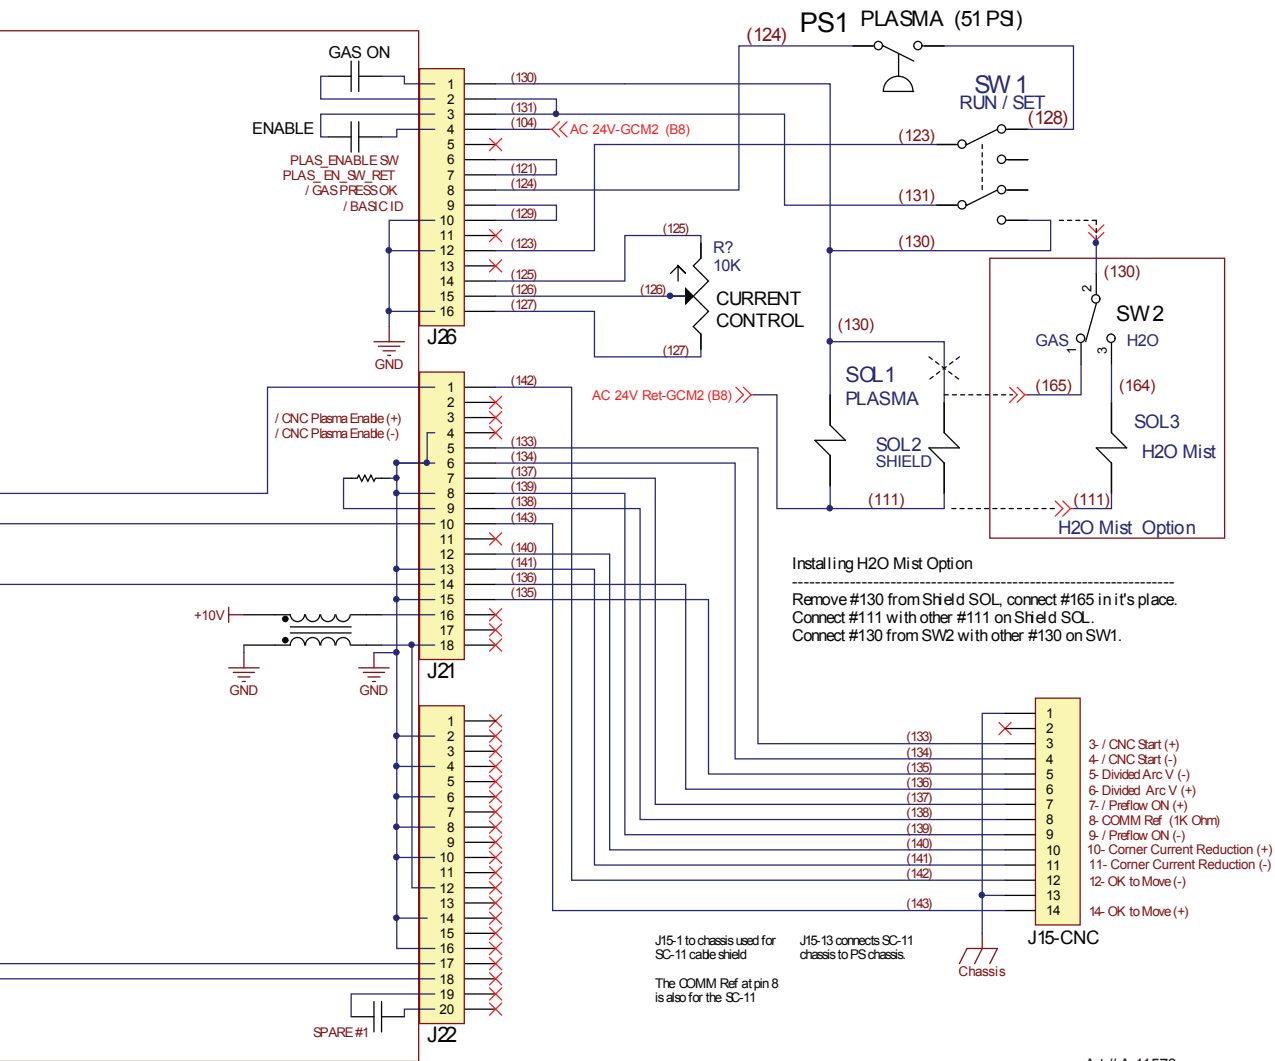 PS1 PLASMA (51 PSI)
(124)
GAS ON
SW 1
RUN / SET
(128)
(123)
(131)
(130)
ENABLE
PLAS_ENABLE SW
PLAS_EN_SW_RET
/ GAS PRESS OK
/ BASIC ID
1
2
3
4
5
6
7
8
9
10
11
12
13
14
15
16
J26
GND
(130)
(131)
(104)
AC 24V-GCM2 (B8)
(121)
(124)
(129)
(123)
(125)
(126)
(127)
(125)
(126)
(127)
R?
10K
CURRENT
CONTROL
(130)
SOL1
PLASMA
SOL2
SHIELD
(111)
AC 24V Ret-GCM2 (B8)
(130)
2
SW2
GAS
1
3
H2O
(165)
(164)
SOL3
H2O Mist
(111)
H2O Mist Option
Installing H2O Mist Option
Remove #130 from Shield SOL, connect #165 in it's place.
Connect #111 with other #111 on Shield SOL.
Connect #130 from SW2 with other #130 on SW1.
/ CNC Plasma Enable (+)
/ CNC Plasma Enable (-)
1
2
3
4
5
6
7
8
9
10
11
12
13
14
15
16
17
18
J21
(142)
(133)
(134)
(137)
(139)
(138)
(143)
(140)
(141)
(136)
(135)
+10V
GND
GND
1
2
3
4
5
6
7
8
9
10
11
12
13
14
15
16
17
18
19
20
J22
SPARE #1
(133)
(134)
(135)
(136)
(137)
(138)
(139)
(140)
(141)
(142)
(143)
1
2
3
4
5
6
7
8
9
10
11
12
13
14
J15-CNC
3- / CNC Start (+)
4- / CNC Start (-)
5- Divided Arc V (-)
6- Divided Arc V (+)
7- / Preflow ON (+)
8- COMM Ref (1K Ohm)
9- / Preflow ON (-)
10- Corner Current Reduction (+)
11- Corner Current Reduction (-)
12- OK to Move (-)
14- OK to Move (+)
Chassis
J15-1 to chassis used for
SC-11 cable shield
The COMM Ref at pin 8
is also for the SC-11
J15-13 connects SC-11
chassis to PS chassis.